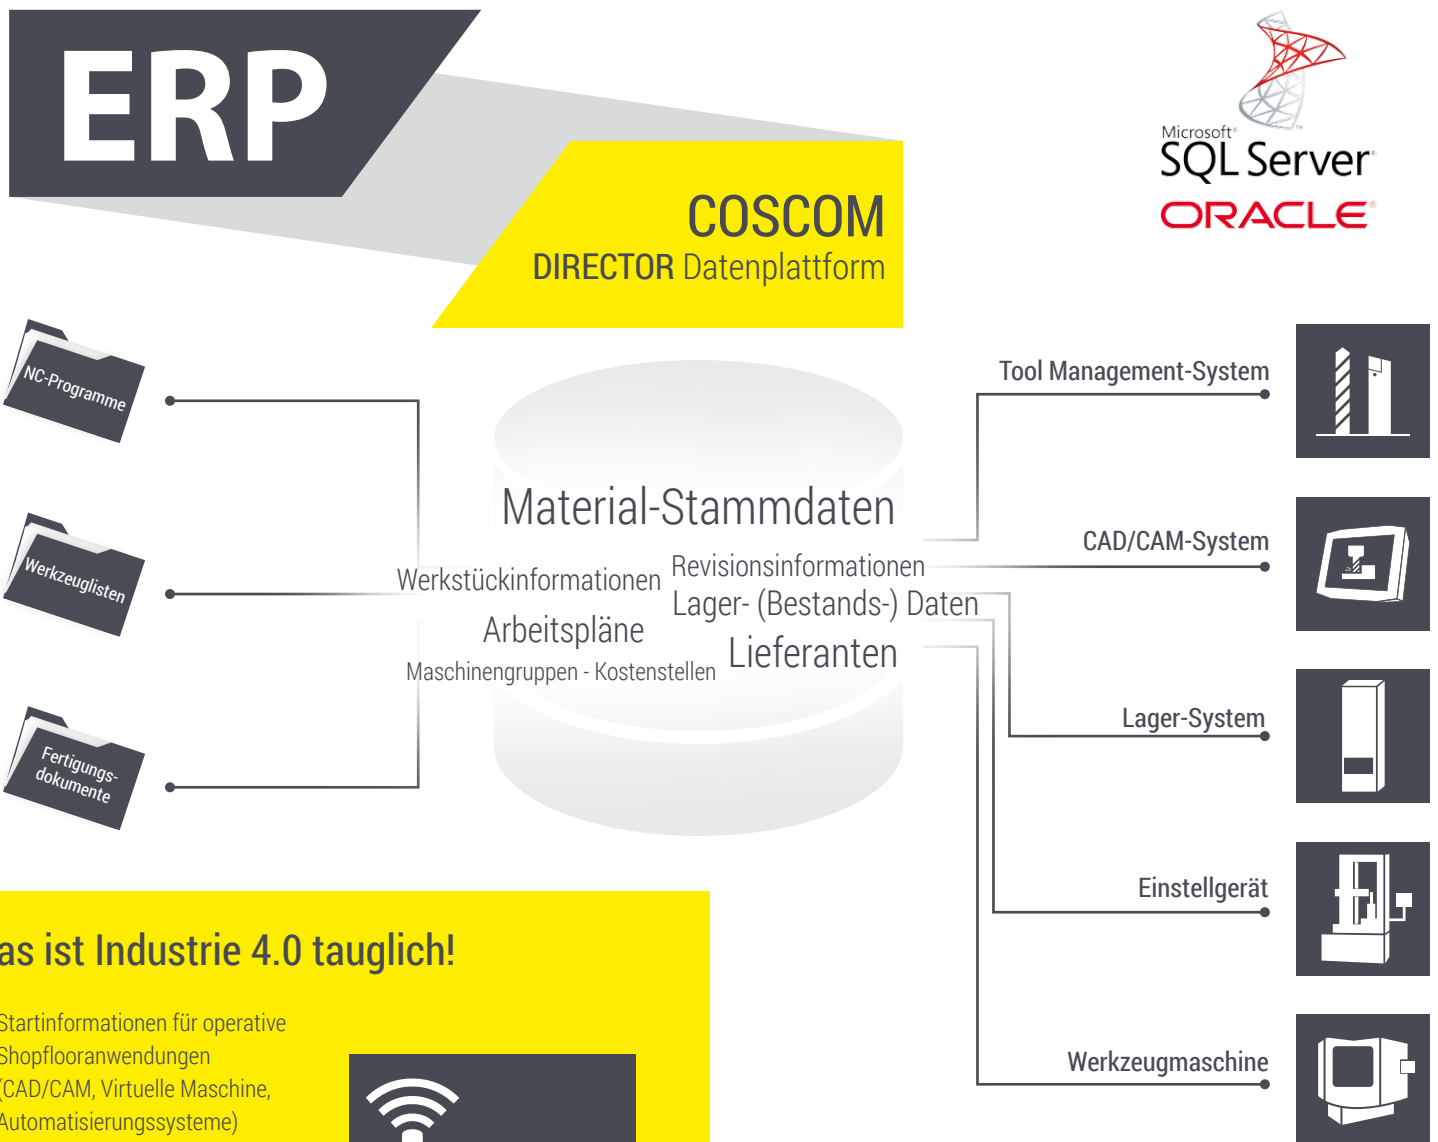 ERP
COSCOM
DIRECTOR Datenplattform
Microsoft®
SQL Server®
ORACLE®
NC-Programme
Werkzeuglisten
Fertigungs-
dokumente
Material-Stammdaten
Werkstückinformationen
Revisionsinformationen
Lager- (Bestands-) Daten
Arbeitspläne
Lieferanten
Maschinengruppen - Kostenstellen
Tool Management-System
CAD/CAM-System
Lager-System
Einstellgerät
Werkzeugmaschine
as ist Industrie 4.0 tauglich!
Startinformationen für operative
Shopflooranwendungen
(CAD/CAM, Virtuelle Maschine,
Automatisierungssysteme)